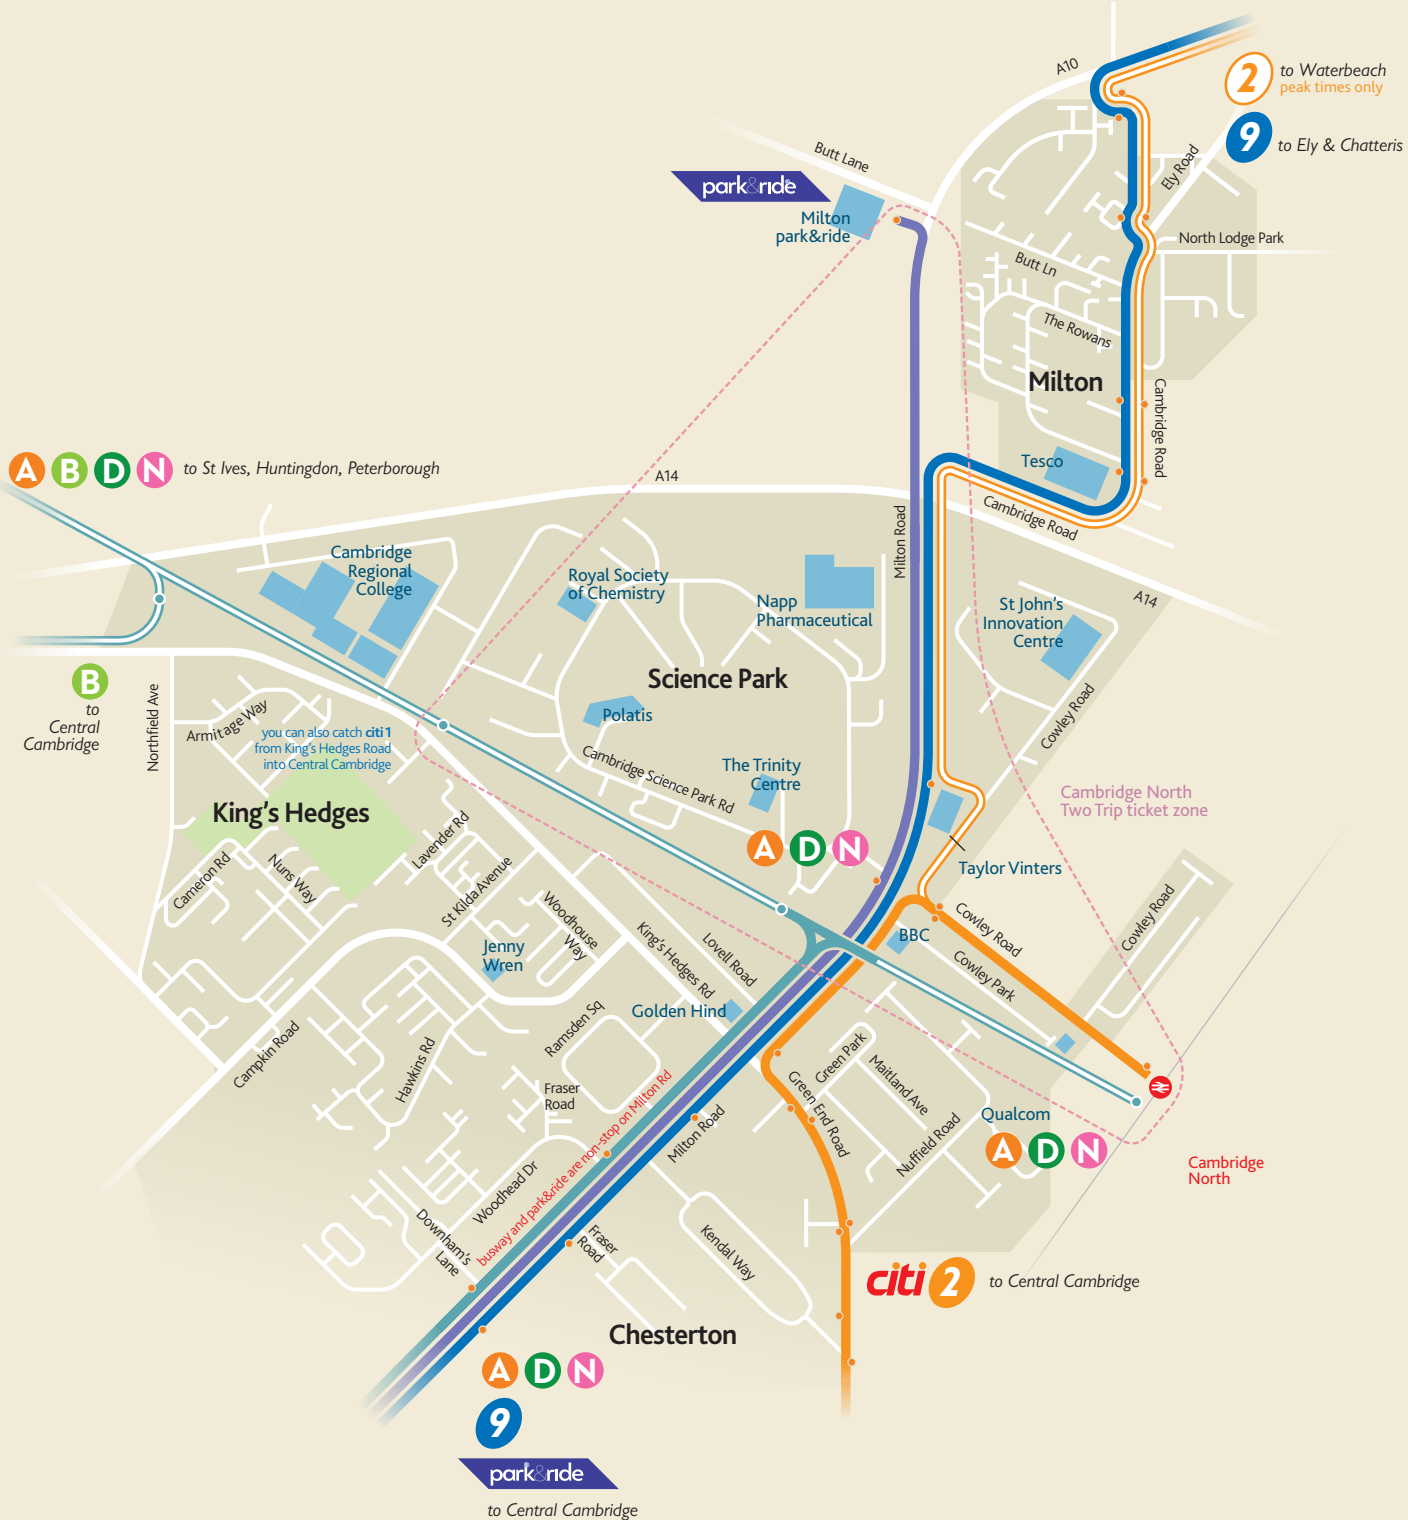 A10
2
to Waterbeach
peak times only
9
to Ely & Chatteris
Butt Lane
park&ride
Milton
park&ride
Ely Road
North Lodge Park
Butt Ln
The Rowans
Milton
Cambridge Road
Tesco
Cambridge Road
A B D N
to St Ives, Huntingdon, Peterborough
A14
Milton Road
A14
Cambridge
Regional
College
Royal Society
of Chemistry
Napp
Pharmaceutical
St John's
Innovation
Centre
Science Park
B
to
Central
Cambridge
Northfield Ave
Armitage Way
you can also catch citi1
from King's Hedges Road
into Central Cambridge
Polatis
Cowley Road
Cambridge Science Park Rd
The Trinity
Centre
Cambridge North
Two Trip ticket zone
King's Hedges
Lavender Rd
A D N
Taylor Vinters
Cameron Rd
Nuns Way
St Kilda Avenue
Woodhouse
Way
King's Hedges Rd
Lovell Road
BBC
Cowley Road
Cowley Road
Cowley Park
Jenny
Wren
Golden Hind
Ramsden Sq
Campkin Road
Hawkins Rd
Fraser
Road
Green Park
Maitland Ave
Green End Road
Nuffield Road
Qualcom
A D N
Cambridge
North
busway and park&ride are non-stop on Milton Rd
Milton Road
Woodhead Dr
Downham's
Lane
Fraser
Road
Kendal Way
citi 2
to Central Cambridge
Chesterton
A D N
9
park&ride
to Central Cambridge